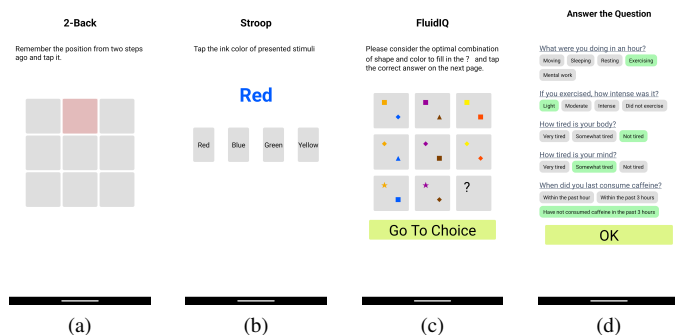 2-Back
Remember the position from two steps
ago and tap it.
(a)
Stroop
Tap the ink color of presented stimuli
Red
Red Blue Green Yellow
(b)
FluidIQ
Please consider the optimal combination
of shape and color to fill in the ? and tap
the correct answer on the next page.
?
Go To Choice
(c)
Answer the Question
What were you doing in an hour?
Moving Sleeping Resting Exercising
Mental work
If you exercised, how intense was it?
Light Moderate Intense Did not exercise
How tired is your body?
Very tired Somewhat tired Not tired
How tired is your mind?
Very tired Somewhat tired Not tired
When did you last consume caffeine?
Within the past hour Within the past 3 hours
Have not consumed caffeine in the past 3 hours
OK
(d)